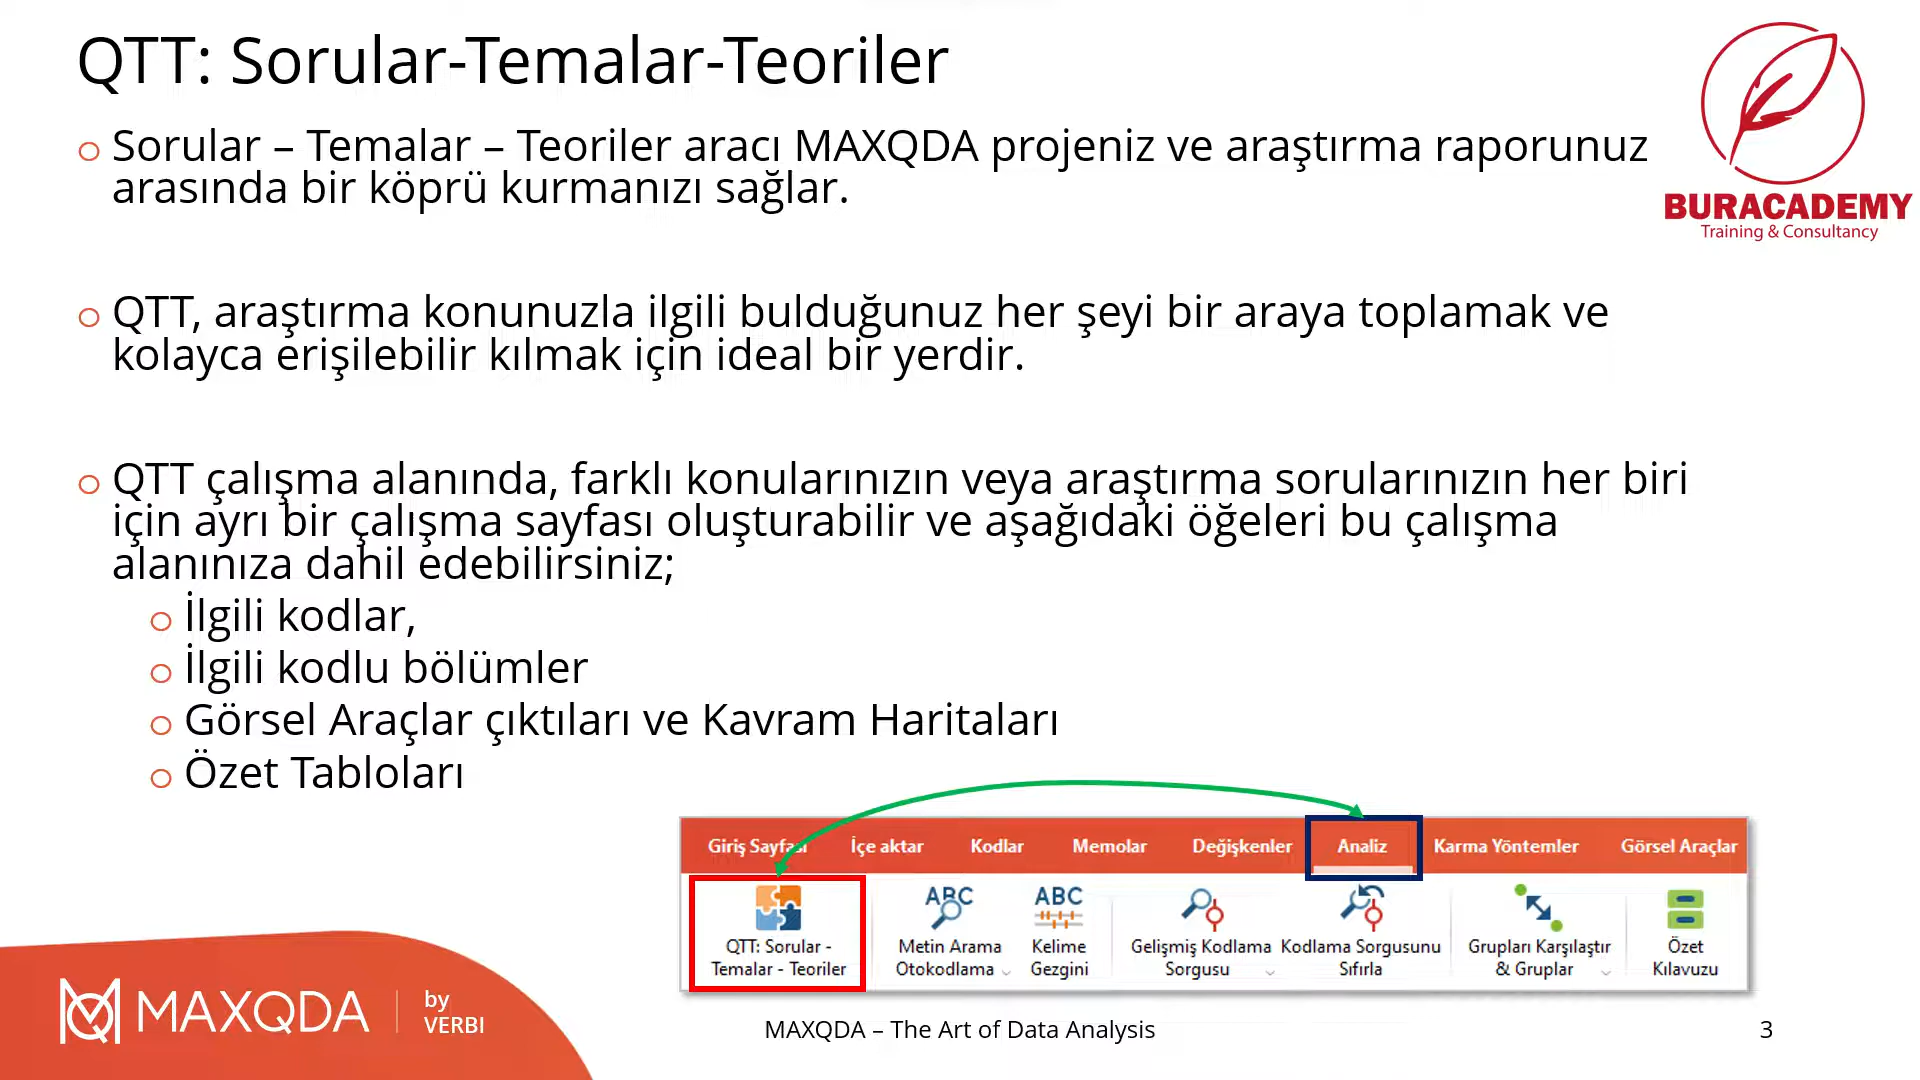 QTT: Sorular-Temalar-Teoriler
Sorular – Temalar – Teoriler aracı MAXQDA projeniz ve araştırma raporunuz
arasında bir köprü kurmanızı sağlar.
BURACADEMY
Training & Consultancy
QTT, araştırma konunuzla ilgili bulduğunuz her şeyi bir araya toplamak ve
kolayca erişilebilir kılmak için ideal bir yerdir.
QTT çalışma alanında, farklı konularınızın veya araştırma sorularınızın her biri
için ayrı bir çalışma sayfası oluşturabilir ve aşağıdaki öğeleri bu çalışma
alanınıza dahil edebilirsiniz;
İlgili kodlar,
İlgili kodlu bölümler
Görsel Araçlar çıktıları ve Kavram Haritaları
Özet Tabloları
Giriş Sayfası İçe aktar Kodlar Memolar Değişkenler Analiz Karma Yöntemler Görsel Araçlar
ABC ABC
QTT: Sorular - Metin Arama Kelime Gelişmiş Kodlama Kodlama Sorgusunu Grupları Karşılaştır Özet
Temalar - Teoriler Otokodlama Gezgini Sorgusu Sıfırla & Gruplar Kılavuzu
MAXQDA by
VERBI
MAXQDA – The Art of Data Analysis
3